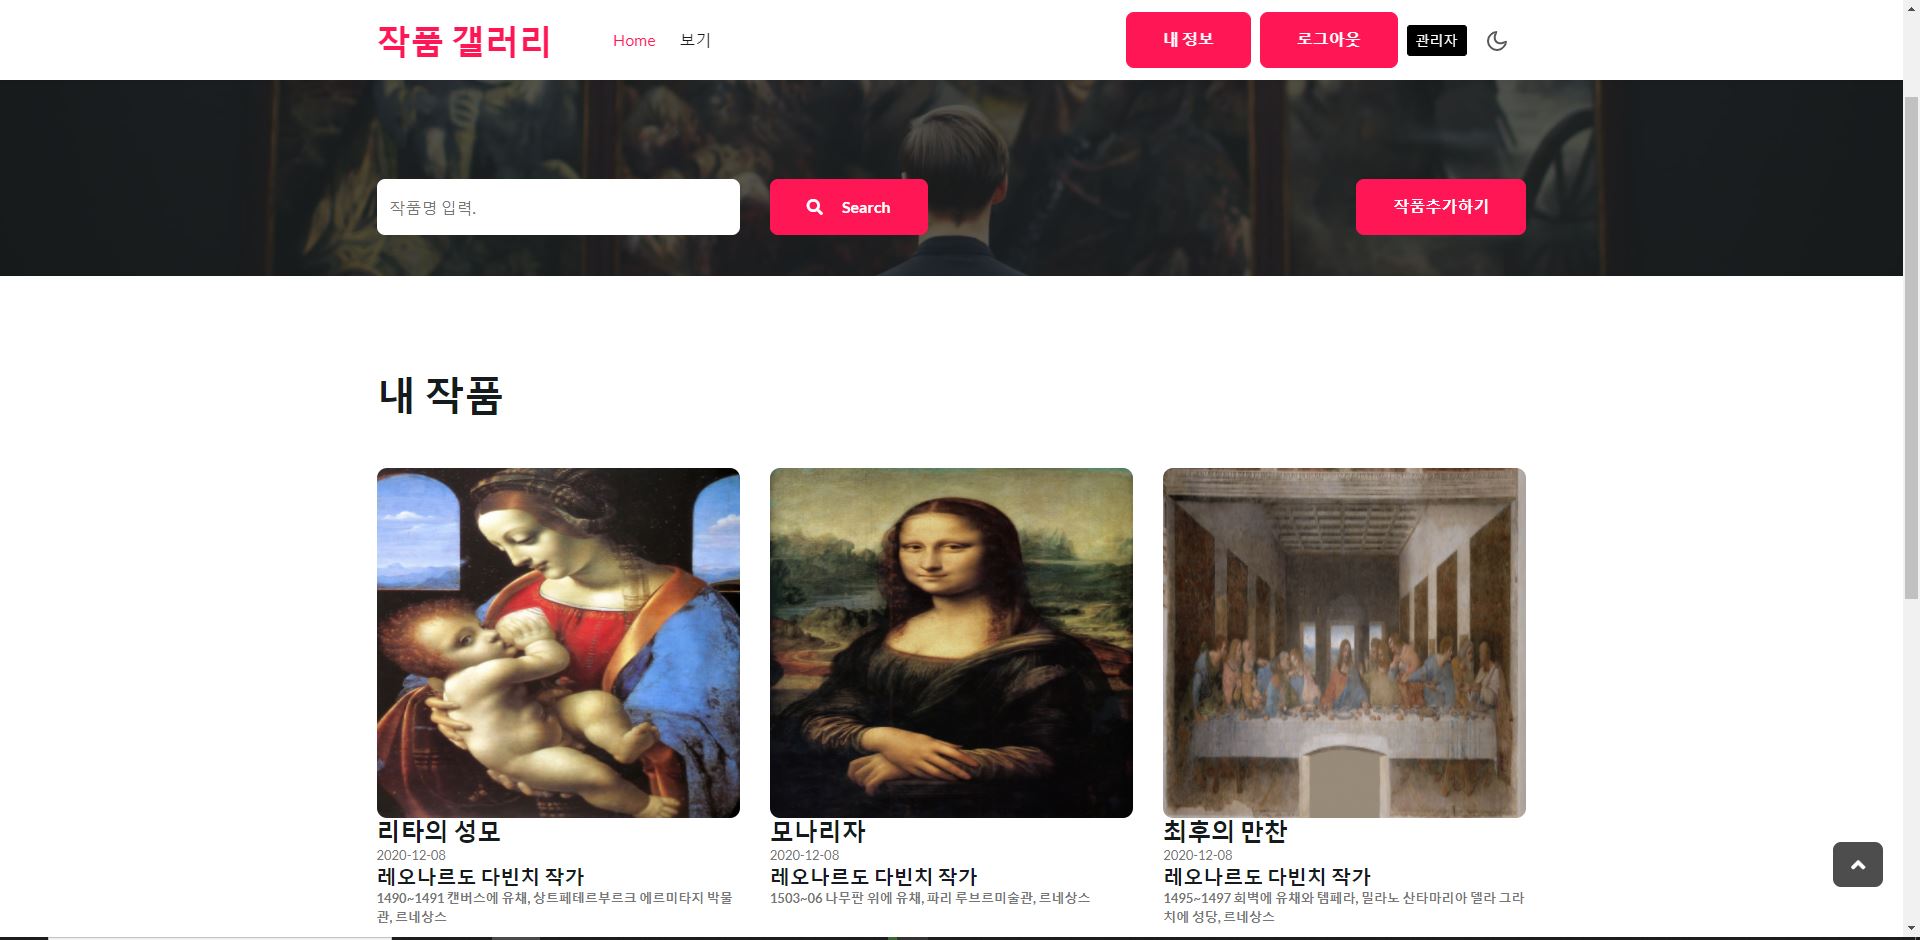 작품 갤러리
Home
보기
내 정보
로그아웃
관리자
작품명 입력.
Search
작품추가하기
내 작품
리타의 성모
2020-12-08
레오나르도 다빈치 작가
1490~1491 캔버스에 유채, 상트페테르부르크 에르미타지 박물
관, 르네상스
모나리자
2020-12-08
레오나르도 다빈치 작가
1503~06 나무판 위에 유채, 파리 루브르미술관, 르네상스
최후의 만찬
2020-12-08
레오나르도 다빈치 작가
1495~1497 회벽에 유채와 템페라, 밀라노 산타마리아 델라 그라
치에 성당, 르네상스